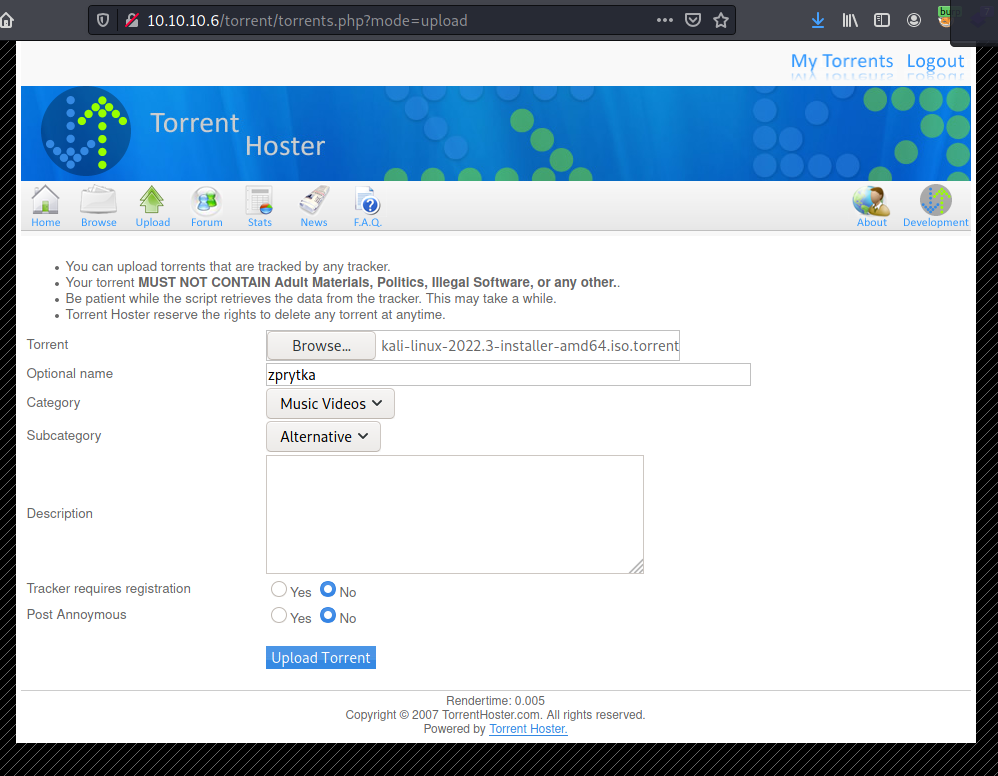 10.10.10.6/torrent/torrents.php?mode=upload
My Torrents Logout
Torrent
Hoster
Home Browse Upload Forum Stats News F.A.Q. About Development
You can upload torrents that are tracked by any tracker.
Your torrent MUST NOT CONTAIN Adult Materials, Politics, Illegal Software, or any other..
Be patient while the script retrieves the data from the tracker. This may take a while.
Torrent Hoster reserve the rights to delete any torrent at anytime.
Torrent Browse... kali-linux-2022.3-installer-amd64.iso.torrent
Optional name zprytka
Category Music Videos
Subcategory Alternative
Description
Tracker requires registration Yes No
Post Annoymous Yes No
Upload Torrent
Rendertime: 0.005
Copyright © 2007 TorrentHoster.com. All rights reserved.
Powered by Torrent Hoster.